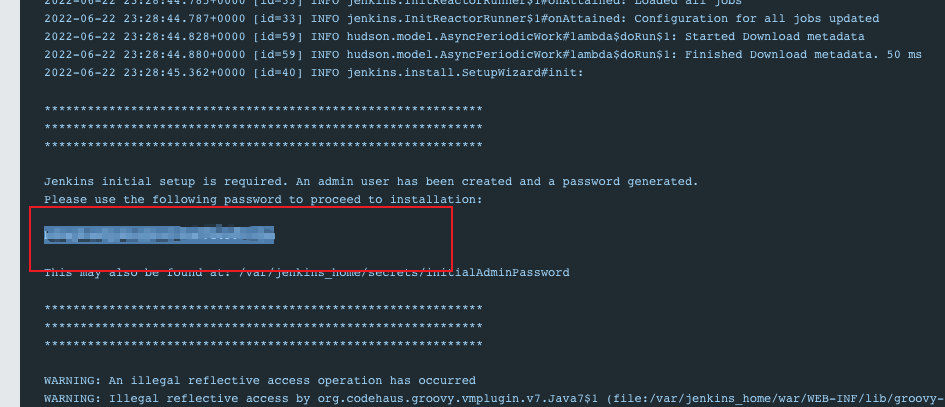 2022-06-22 23:28:44.785+0000 [id=33] INFO jenkins.InitReactorRunner$1#onAttained: Loaded all jobs
2022-06-22 23:28:44.787+0000 [id=33] INFO jenkins.InitReactorRunner$1#onAttained: Configuration for all jobs updated
2022-06-22 23:28:44.828+0000 [id=59] INFO hudson.model.AsyncPeriodicWork#lambda$doRun$1: Started Download metadata
2022-06-22 23:28:44.880+0000 [id=59] INFO hudson.model.AsyncPeriodicWork#lambda$doRun$1: Finished Download metadata. 50 ms
2022-06-22 23:28:45.362+0000 [id=40] INFO jenkins.install.SetupWizard#init:
*************************************************************
*************************************************************
*************************************************************
Jenkins initial setup is required. An admin user has been created and a password generated.
Please use the following password to proceed to installation:
This may also be found at: /var/jenkins_home/secrets/initialAdminPassword
*************************************************************
*************************************************************
*************************************************************
WARNING: An illegal reflective access operation has occurred
WARNING: Illegal reflective access by org.codehaus.groovy.vmplugin.v7.Java7$1 (file:/var/jenkins_home/war/WEB-INF/lib/groovy-